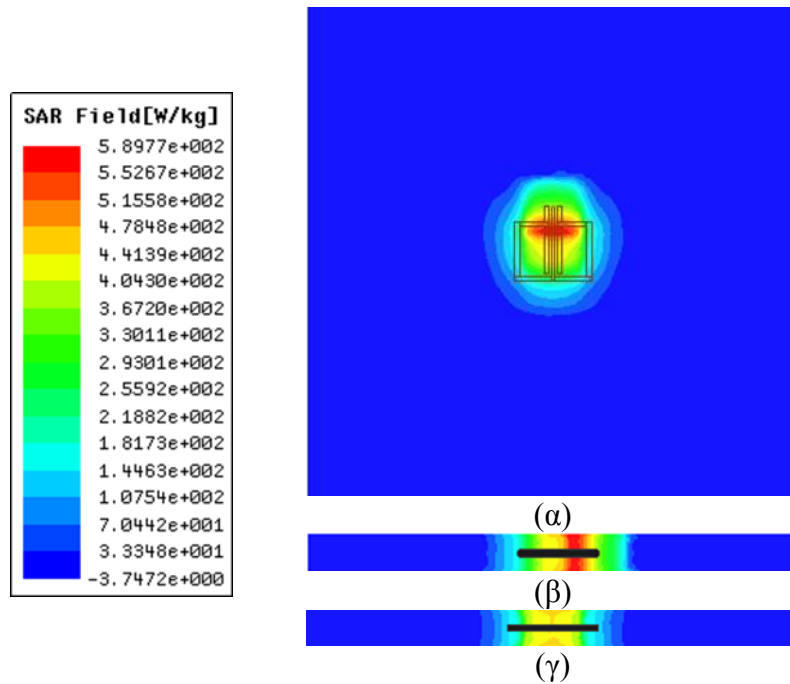 SAR Field[W/kg]
5.8977e+002
5.5267e+002
5.1558e+002
4.7848e+002
4.4139e+002
4.0430e+002
3.6720e+002
3.3011e+002
2.9301e+002
2.5592e+002
2.1882e+002
1.8173e+002
1.4463e+002
1.0754e+002
7.0442e+001
3.3348e+001
-3.7472e+000
(α)
(β)
(γ)